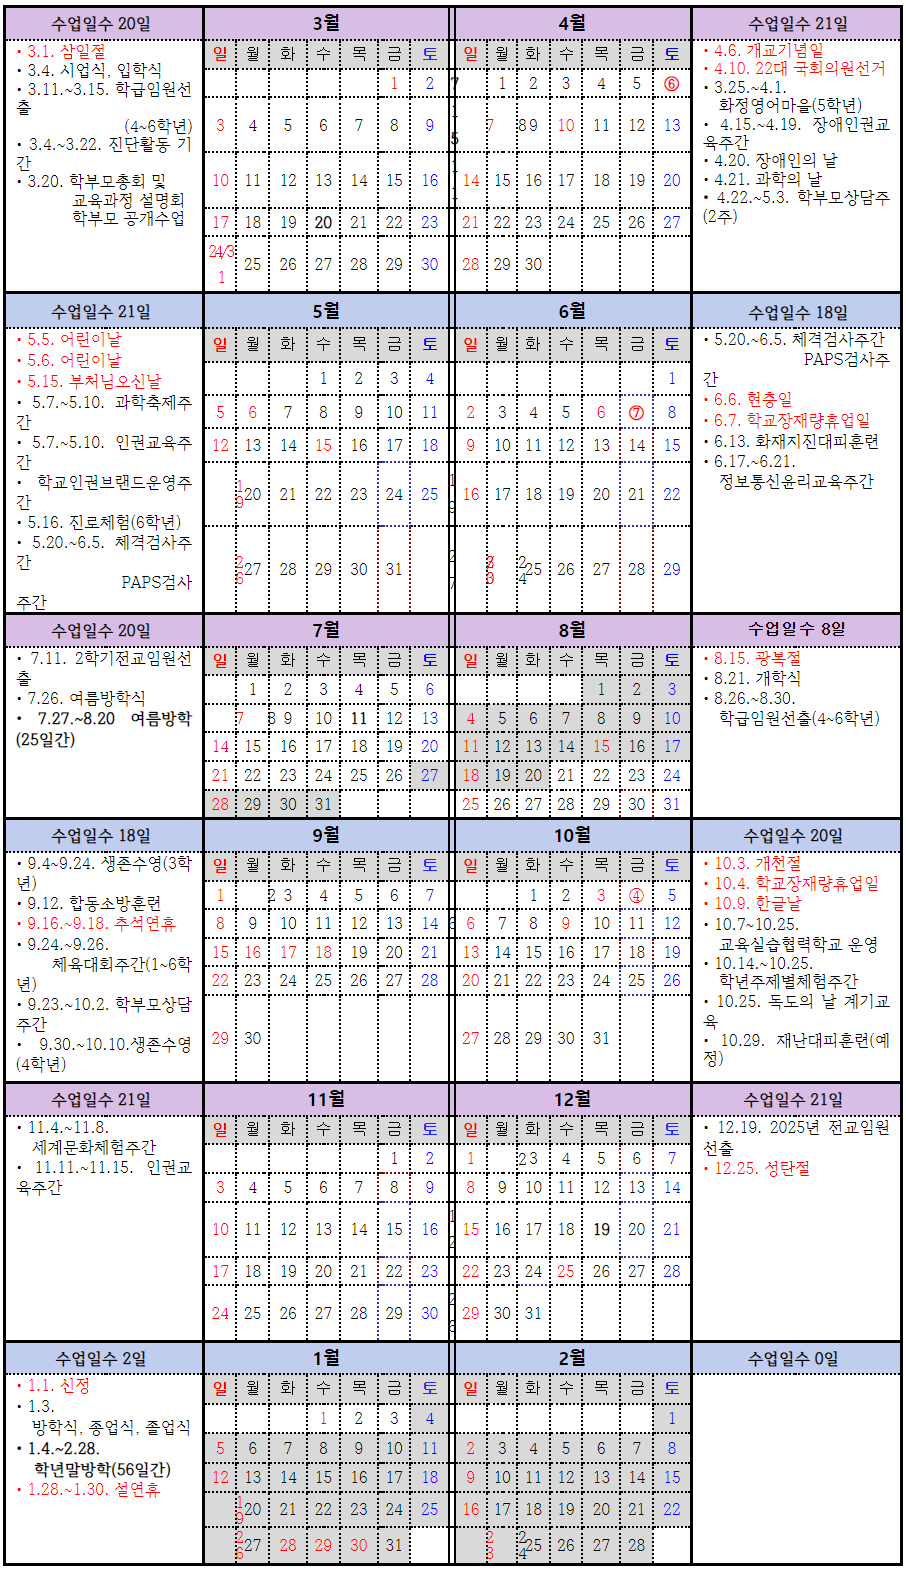 수업일수 20일 3월 4월 수업일수 21일
• 3.1. 삼일절
• 3.4. 시업식, 입학식
• 3.11.~3.15. 학급임원선
출
(4~6학년)
• 3.4.~3.22. 진단활동 기
간
• 3.20. 학부모총회 및
교육과정 설명회
학부모 공개수업
일 월 화 수 목 금 토
1 2
3 4 5 6 7 8 9
10 11 12 13 14 15 16
17 18 19 20 21 22 23
24/3
1 25 26 27 28 29 30
일 월 화 수 목 금 토
1 2 3 4 5 ⑥
7 8 9 10 11 12 13
14 15 16 17 18 19 20
21 22 23 24 25 26 27
28 29 30
• 4.6. 개교기념일
• 4.10. 22대 국회의원선거
• 3.25.~4.1.
화정영어마을(5학년)
• 4.15.~4.19. 장애인권교
육주간
• 4.20. 장애인의 날
• 4.21. 과학의 날
• 4.22.~5.3. 학부모상담주
(2주)
수업일수 21일 5월 6월 수업일수 18일
• 5.5. 어린이날
• 5.6. 어린이날
• 5.15. 부처님오신날
• 5.7.~5.10. 과학축제주
간
• 5.7.~5.10. 인권교육주
간
• 학교인권브랜드운영주
간
• 5.16. 진로체험(6학년)
• 5.20.~6.5. 체격검사주
간
PAPS검사
주간
일 월 화 수 목 금 토
1 2 3 4
5 6 7 8 9 10 11
12 13 14 15 16 17 18
19 20 21 22 23 24 25
26 27 28 29 30 31
일 월 화 수 목 금 토
1
2 3 4 5 6 ⑦ 8
9 10 11 12 13 14 15
16 17 18 19 20 21 22
24 25 26 27 28 29
• 5.20.~6.5. 체격검사주간
PAPS검사주
간
• 6.6. 현충일
• 6.7. 학교장재량휴업일
• 6.13. 화재지진대피훈련
• 6.17.~6.21.
정보통신윤리교육주간
수업일수 20일 7월 8월 수업일수 8일
• 7.11. 2학기전교임원선
출
• 7.26. 여름방학식
• 7.27.~8.20 여름방학
(25일간)
일 월 화 수 목 금 토
1 2 3 4 5 6
7 8 9 10 11 12 13
14 15 16 17 18 19 20
21 22 23 24 25 26 27
28 29 30 31
일 월 화 수 목 금 토
1 2 3
4 5 6 7 8 9 10
11 12 13 14 15 16 17
18 19 20 21 22 23 24
25 26 27 28 29 30 31
• 8.15. 광복절
• 8.21. 개학식
• 8.26.~8.30.
학급임원선출(4~6학년)
수업일수 18일 9월 10월 수업일수 20일
• 9.4~9.24. 생존수영(3학
년)
• 9.12. 합동소방훈련
• 9.16.~9.18. 추석연휴
• 9.24.~9.26.
체육대회주간(1~6학
년)
• 9.23.~10.2. 학부모상담
주간
• 9.30.~10.10.생존수영
(4학년)
일 월 화 수 목 금 토
1 2 3 4 5 6 7
8 9 10 11 12 13 14
15 16 17 18 19 20 21
22 23 24 25 26 27 28
29 30
일 월 화 수 목 금 토
1 2 3 ④ 5
6 7 8 9 10 11 12
13 14 15 16 17 18 19
20 21 22 23 24 25 26
27 28 29 30 31
• 10.3. 개천절
• 10.4. 학교장재량휴업일
• 10.9. 한글날
• 10.7~10.25.
교육실습협력학교 운영
• 10.14.~10.25.
학년주제별체험주간
• 10.25. 독도의 날 계기교
육
• 10.29. 재난대피훈련(예
정)
수업일수 21일 11월 12월 수업일수 21일
• 11.4.~11.8.
세계문화체험주간
• 11.11.~11.15. 인권교
육주간
일 월 화 수 목 금 토
1 2
3 4 5 6 7 8 9
10 11 12 13 14 15 16
17 18 19 20 21 22 23
24 25 26 27 28 29 30
일 월 화 수 목 금 토
1 2 3 4 5 6 7
8 9 10 11 12 13 14
15 16 17 18 19 20 21
22 23 24 25 26 27 28
29 30 31
• 12.19. 2025년 전교임원
선출
• 12.25. 성탄절
수업일수 2일 1월 2월 수업일수 0일
• 1.1. 신정
• 1.3.
방학식, 종업식, 졸업식
• 1.4.~2.28.
학년말방학(56일간)
• 1.28.~1.30. 설연휴
일 월 화 수 목 금 토
1 2 3 4
5 6 7 8 9 10 11
12 13 14 15 16 17 18
19 20 21 22 23 24 25
26 27 28 29 30 31
일 월 화 수 목 금 토
1
2 3 4 5 6 7 8
9 10 11 12 13 14 15
16 17 18 19 20 21 22
23 24 25 26 27 28